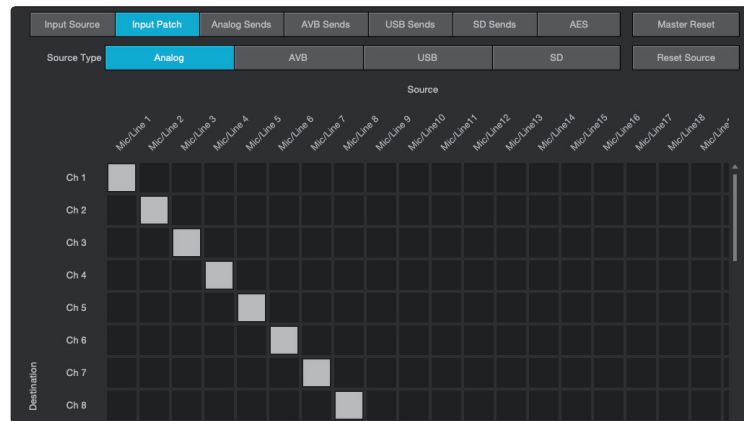 Input Source Input Patch Analog Sends AVB Sends USB Sends SD Sends AES Master Reset
Source Type Analog AVB USB SD Reset Source
Source
Mic/Line 1 Mic/Line 2 Mic/Line 3 Mic/Line 4 Mic/Line 5 Mic/Line 6 Mic/Line 7 Mic/Line 8 Mic/Line 9 Mic/Line10 Mic/Line11 Mic/Line12 Mic/Line13 Mic/Line14 Mic/Line15 Mic/Line16 Mic/Line17 Mic/Line18 Mic/Line
Ch 1
Ch 2
Ch 3
Ch 4
Ch 5
Ch 6
Ch 7
Ch 8
Destination